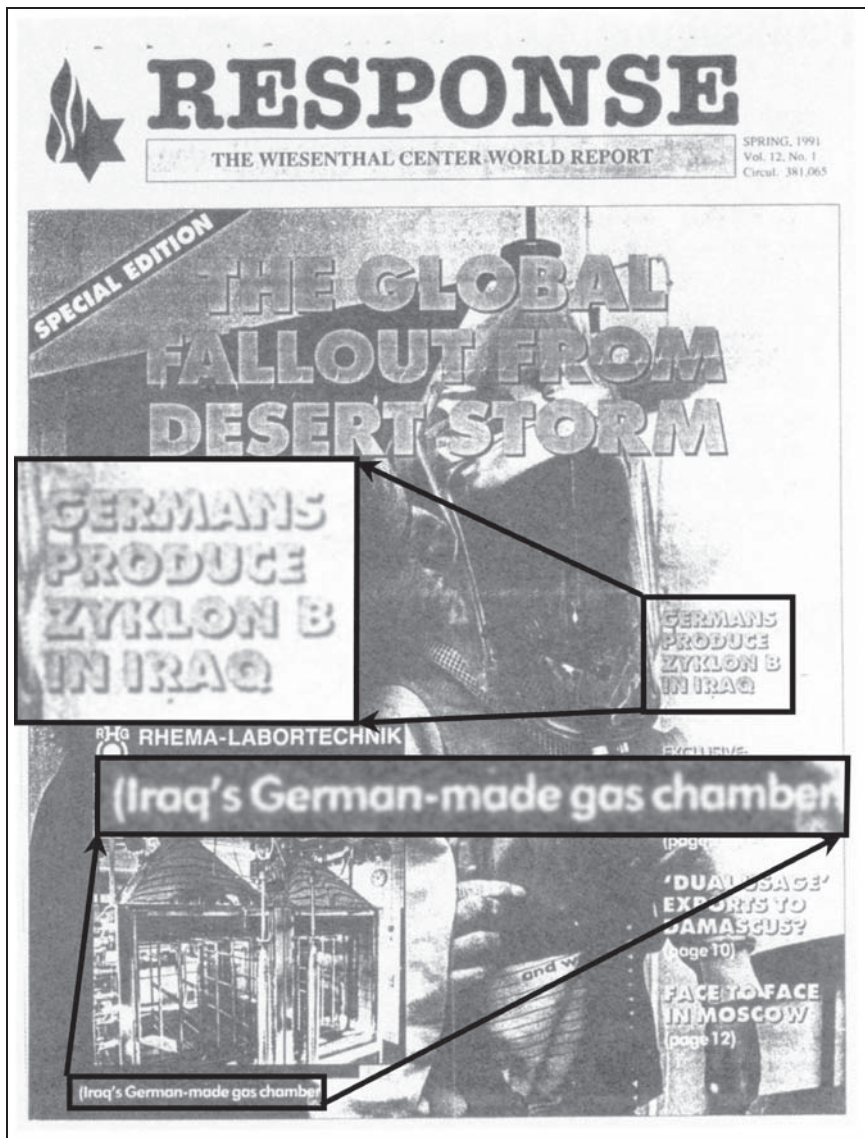 RESPONSE
THE WIESENTHAL CENTER WORLD REPORT
SPRING, 1991
Vol. 12, No. 1
Circul. 381,065
SPECIAL EDITION
THE GLOBAL
FALLOUT FROM
DESERT STORM
GERMANS
PRODUCE
ZYKLON B
IN IRAQ
GERMANS
PRODUCE
ZYKLON B
IN IRAQ
RHG
RHEMA-LABORTECHNIK
EXCLUSIVE:
(Iraq's German-made gas chamber
'DUAL USAGE'
EXPORTS TO
DAMASCUS?
(page 10)
and w
FACE TO FACE
IN MOSCOW
(page 12)
(Iraq's German-made gas chamber